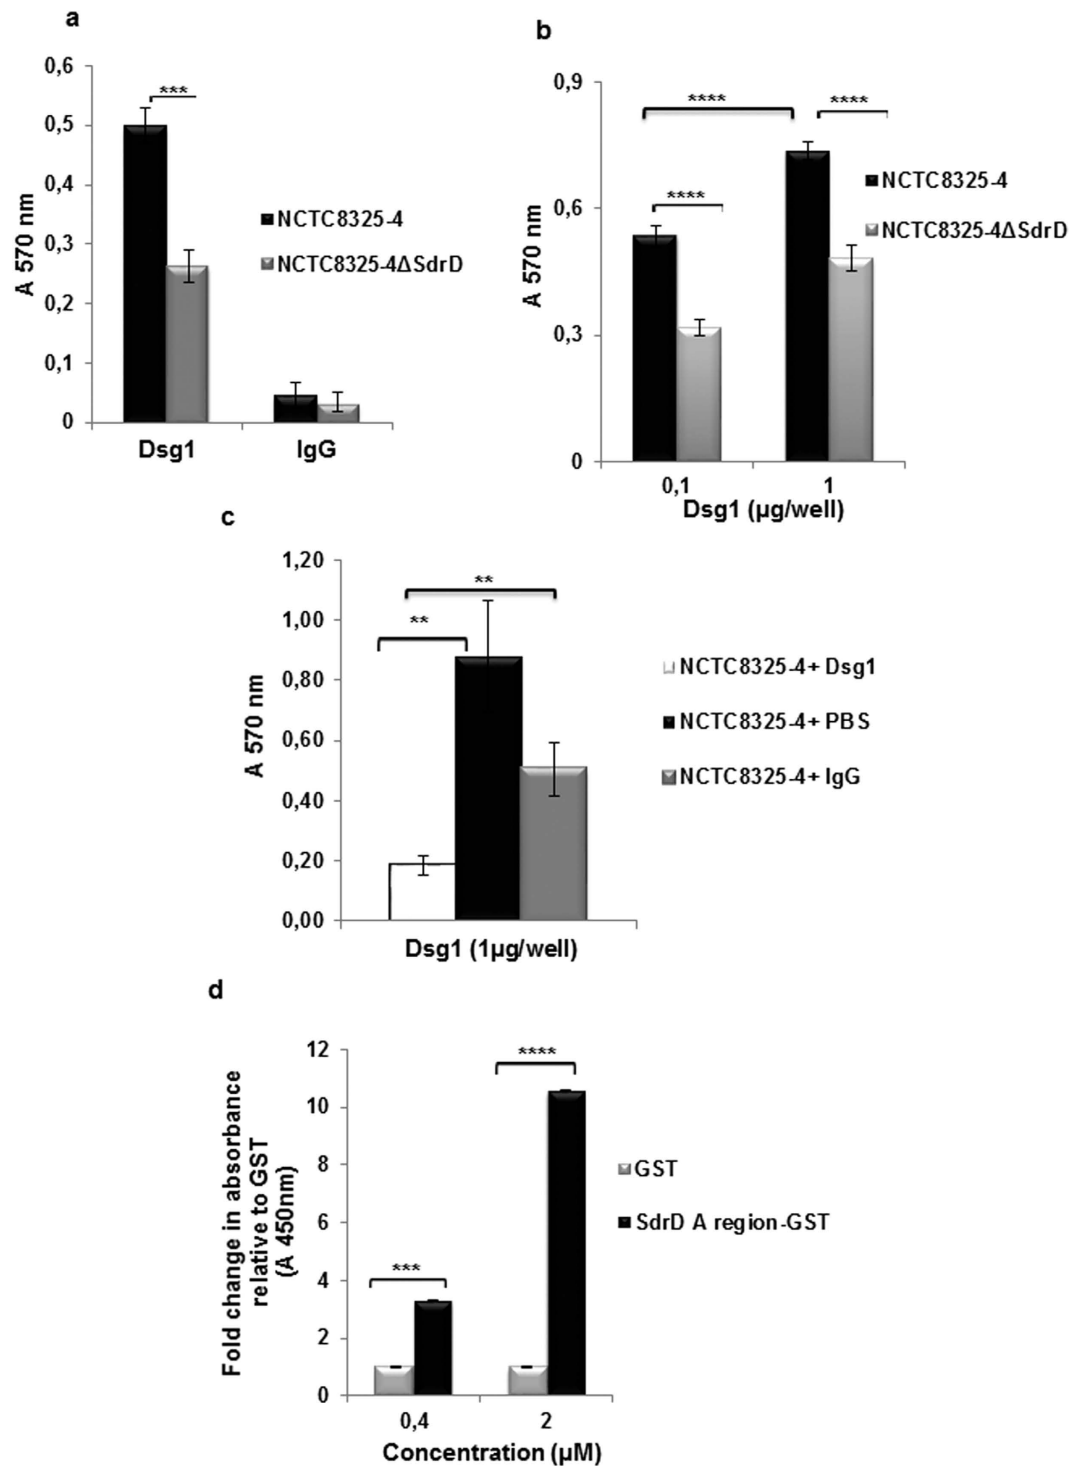 a
0,6
0,5
0,4
0,3
0,2
0,1
0
A 570 nm
***
NCTC8325-4
NCTC8325-4ΔSdrD
Dsg1
IgG
b
0,9
0,6
0,3
0
A 570 nm
****
****
****
NCTC8325-4
NCTC8325-4ΔSdrD
0,1
1
Dsg1 (µg/well)
c
1,20
1,00
0,80
0,60
0,40
0,20
0,00
A 570 nm
**
**
NCTC8325-4+ Dsg1
NCTC8325-4+ PBS
NCTC8325-4+ IgG
Dsg1 (1µg/well)
d
12
10
8
6
4
2
0
Fold change in absorbance
relative to GST
(A 450nm)
***
****
GST
SdrD A region-GST
0,4
2
Concentration (µM)